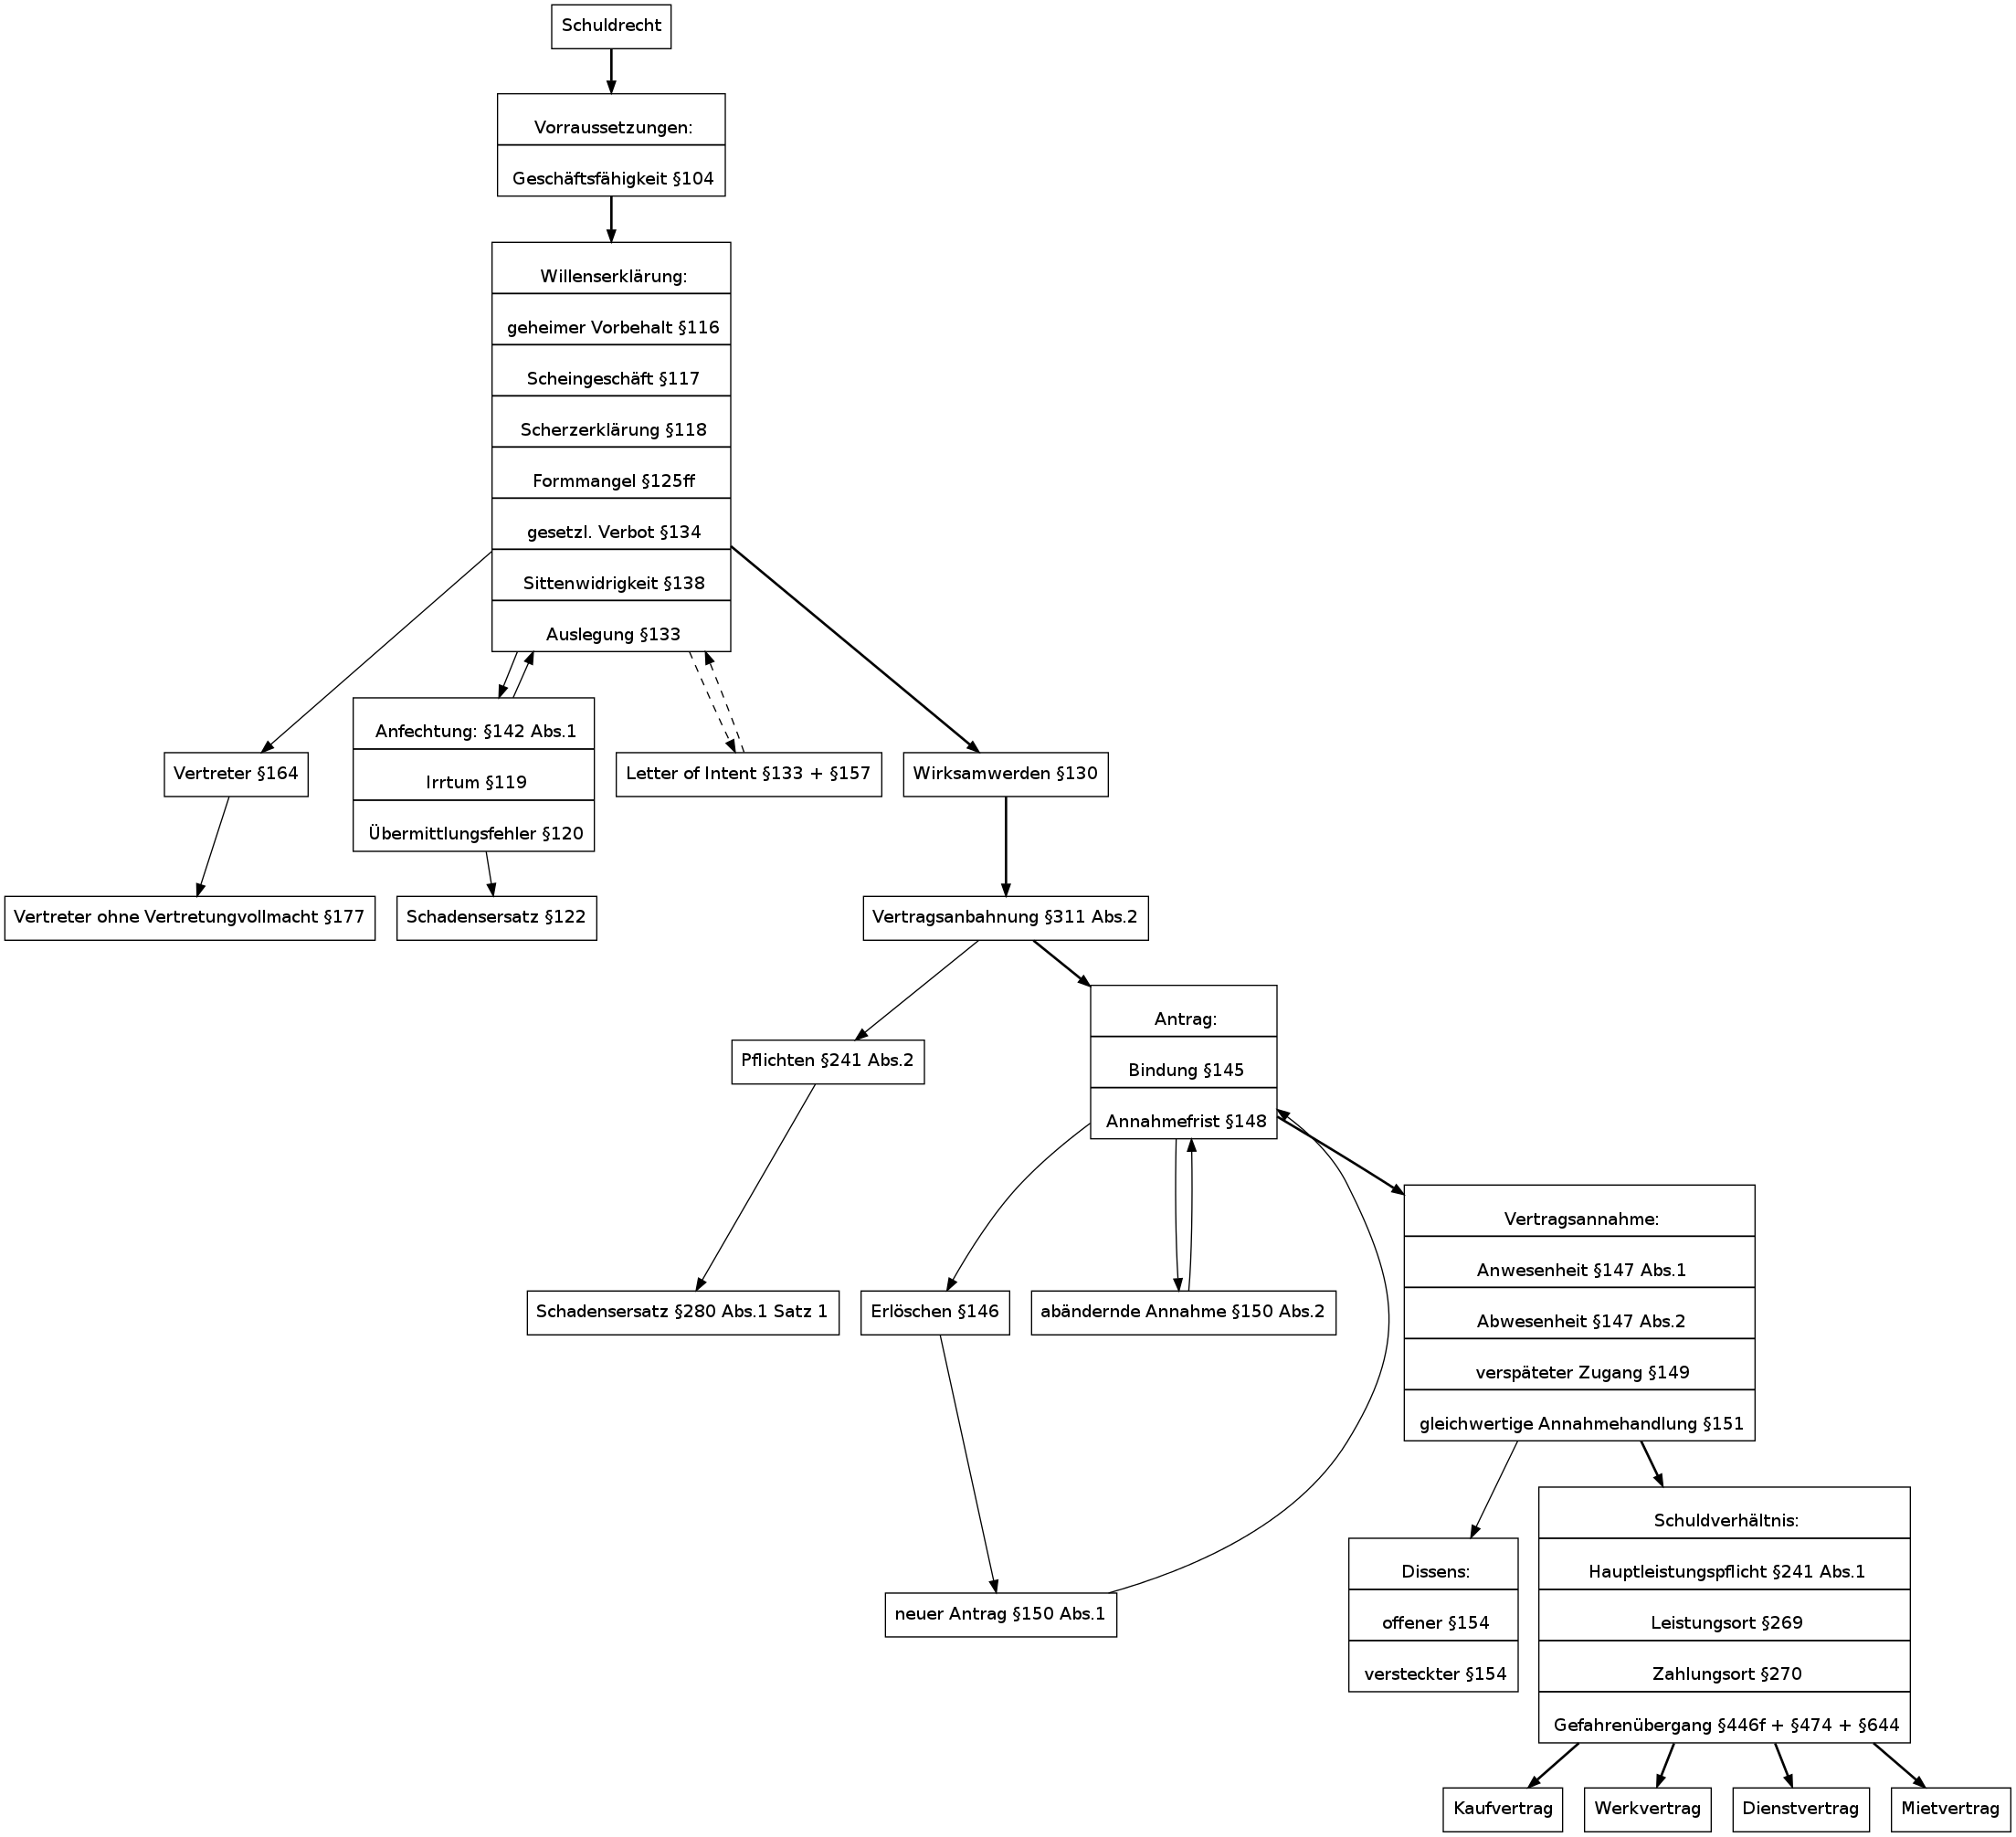 Schuldrecht
Vorraussetzungen:
Geschäftsfähigkeit §104
Willenserklärung:
geheimer Vorbehalt §116
Scheingeschäft §117
Scherzerklärung §118
Formmangel §125ff
gesetzl. Verbot §134
Sittenwidrigkeit §138
Auslegung §133
Anfechtung: §142 Abs.1
Irrtum §119
Übermittlungsfehler §120
Vertreter §164
Letter of Intent §133 + §157
Wirksamwerden §130
Vertreter ohne Vertretungvollmacht §177
Schadensersatz §122
Vertragsanbahnung §311 Abs.2
Pflichten §241 Abs.2
Antrag:
Bindung §145
Annahmefrist §148
Schadensersatz §280 Abs.1 Satz 1
Erlöschen §146
abändernde Annahme §150 Abs.2
Vertragsannahme:
Anwesenheit §147 Abs.1
Abwesenheit §147 Abs.2
verspäteter Zugang §149
gleichwertige Annahmehandlung §151
neuer Antrag §150 Abs.1
Dissens:
offener §154
versteckter §154
Schuldverhältnis:
Hauptleistungspflicht §241 Abs.1
Leistungsort §269
Zahlungsort §270
Gefahrenübergang §446f + §474 + §644
Kaufvertrag
Werkvertrag
Dienstvertrag
Mietvertrag